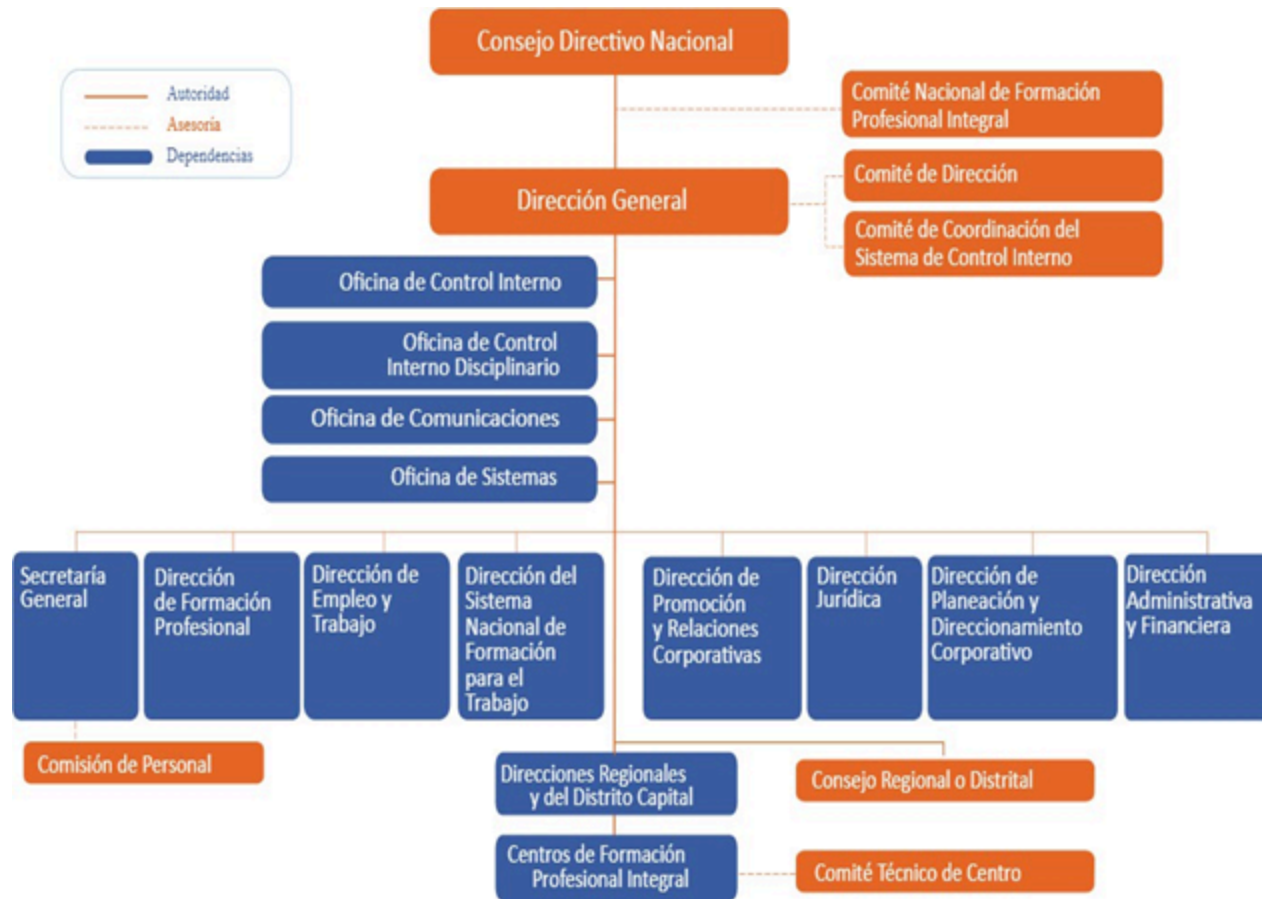 Consejo Directivo Nacional
Autoridad
Asesoría
Dependencias
Comité Nacional de Formación
Profesional Integral
Dirección General
Comité de Dirección
Comité de Coordinación del
Sistema de Control Interno
Oficina de Control Interno
Oficina de Control
Interno Disciplinario
Oficina de Comunicaciones
Oficina de Sistemas
Secretaría
General
Dirección
de Formación
Profesional
Dirección de
Empleo y
Trabajo
Dirección del
Sistema
Nacional de
Formación
para el
Trabajo
Dirección de
Promoción
y Relaciones
Corporativas
Dirección
Jurídica
Dirección de
Planeación y
Direccionamiento
Corporativo
Dirección
Administrativa
y Financiera
Comisión de Personal
Direcciones Regionales
y del Distrito Capital
Consejo Regional o Distrital
Centros de Formación
Profesional Integral
Comité Técnico de Centro